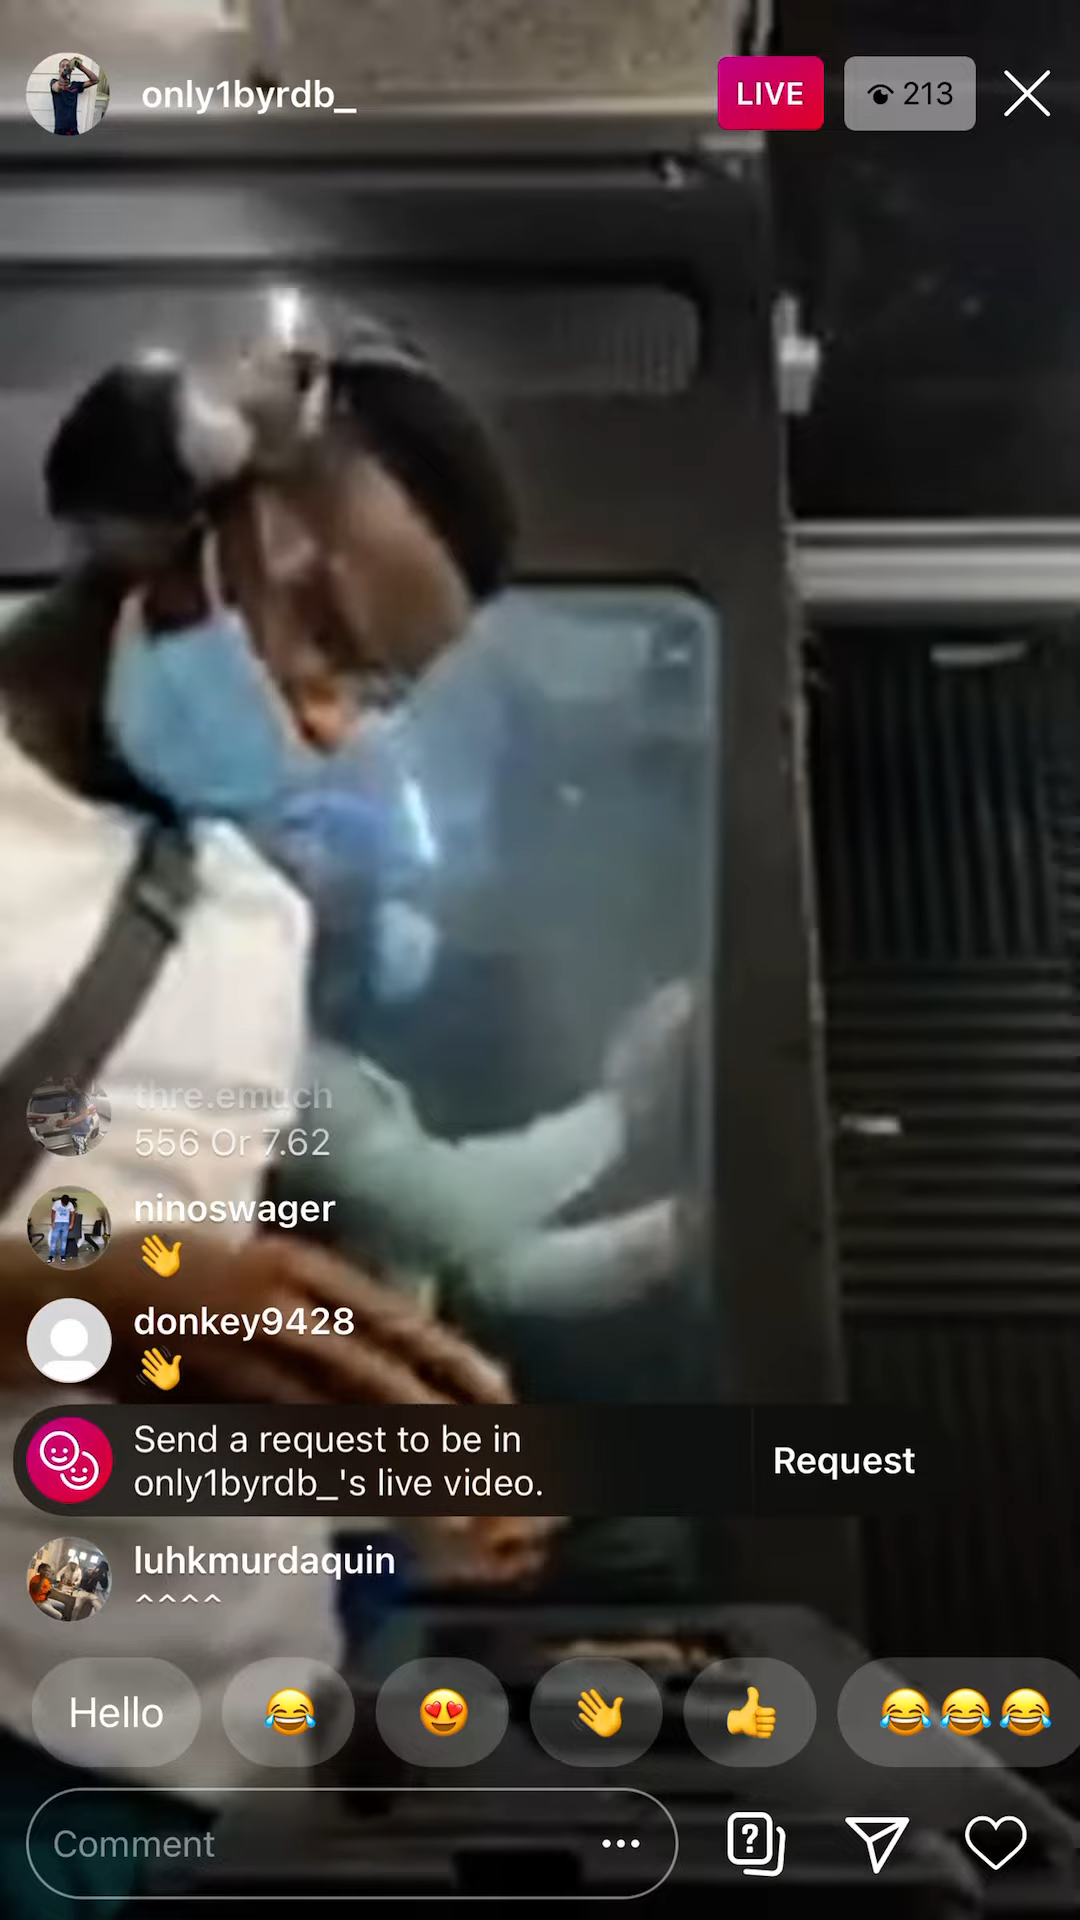 only1byrdb_
LIVE
213
thre.emuch
556 Or 7.62
ninoswager
👋
donkey9428
👋
Send a request to be in
only1byrdb_'s live video.
Request
luhkmurdaquin
^^^^
Hello
😂
😍
👋
👍
😂😂😂
Comment